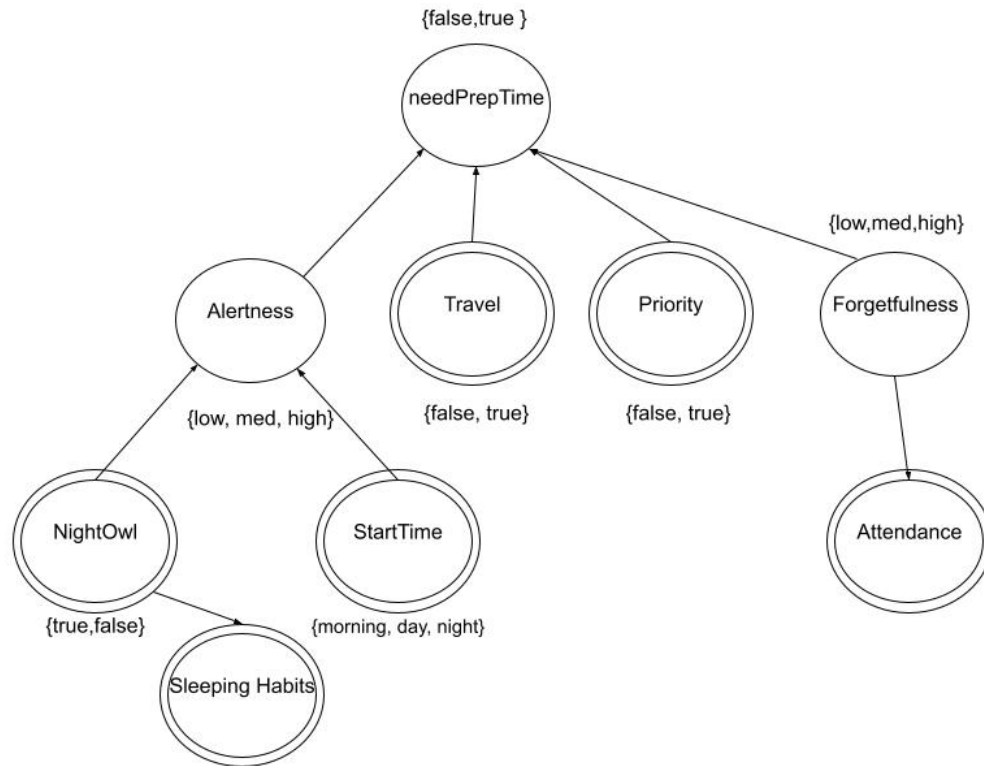 {false,true }
needPrepTime
{low,med,high}
Alertness
Travel
Priority
Forgetfulness
{low, med, high}
{false, true}
{false, true}
NightOwl
StartTime
Attendance
{true,false}
{morning, day, night}
Sleeping Habits